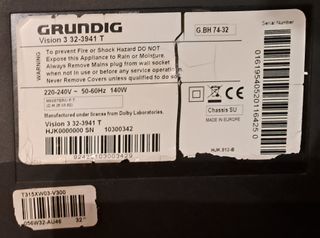 GRUNDIG
Vision 3 32-3941 T
To prevent Fire or Shock Hazard DO NOT
Expose this Appliance to Rain or Moisture.
Always Remove Mains plug from wall socket
when not in use or before any service operation
Never Remove Covers unless qualified to do
220-240V ~ 50-60Hz 140W
Manufactured under license from Dolby Laboratories.
Vision 3 32-3941 T
HJK0000000 SN 10300342
G.BH 74-32
Chassis SU
MADE IN EUROPE
Serial Number
T315XW03-V300
056W32-AU46 32"